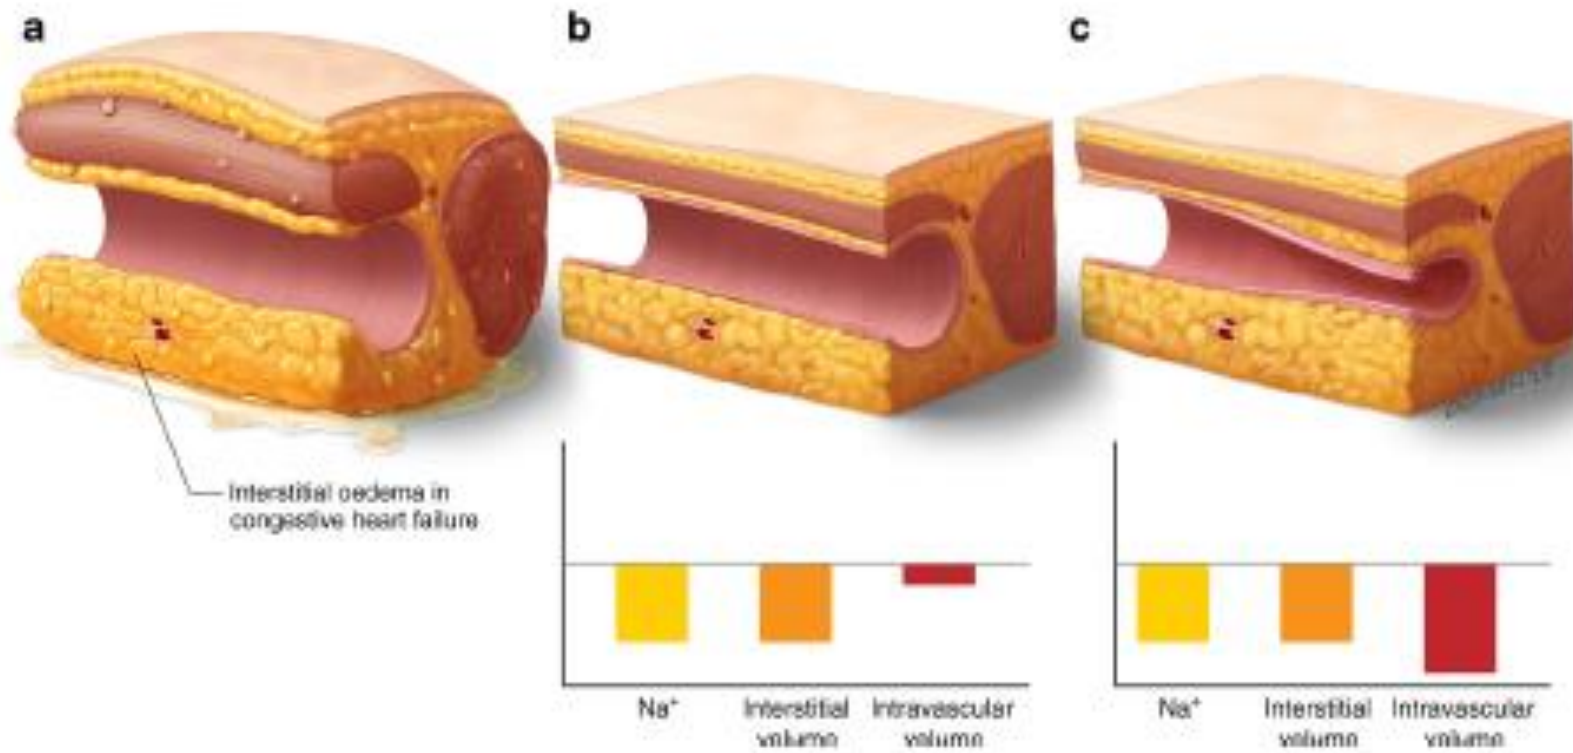 a
b
c
Interstitial oedema in
congestive heart failure
Na⁺
Interstitial
volume
Intravascular
volume
Na⁺
Interstitial
volume
Intravascular
volume